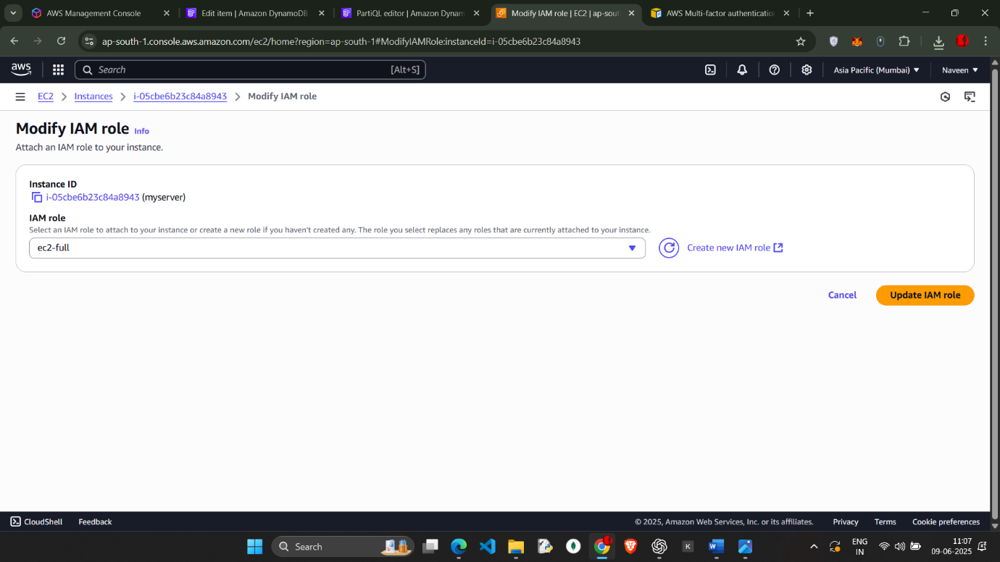 AWS Management Console
Edit item | Amazon DynamoDB
PartiQL editor | Amazon Dynam
Modify IAM role | EC2 | ap-sout
AWS Multi-factor authentication
ap-south-1.console.aws.amazon.com/ec2/home?region=ap-south-1#ModifyIAMRole:instanceId=i-05cbe6b23c84a8943
aws
Search [Alt+S]
Asia Pacific (Mumbai)
Naveen
EC2 > Instances > i-05cbe6b23c84a8943 > Modify IAM role
Modify IAM role Info
Attach an IAM role to your instance.
Instance ID
i-05cbe6b23c84a8943 (myserver)
IAM role
Select an IAM role to attach to your instance or create a new role if you haven't created any. The role you select replaces any roles that are currently attached to your instance.
ec2-full
Create new IAM role
Cancel
Update IAM role
CloudShell Feedback
© 2025, Amazon Web Services, Inc. or its affiliates. Privacy Terms Cookie preferences
Search
K
W
ENG
IN
11:07
09-06-2025